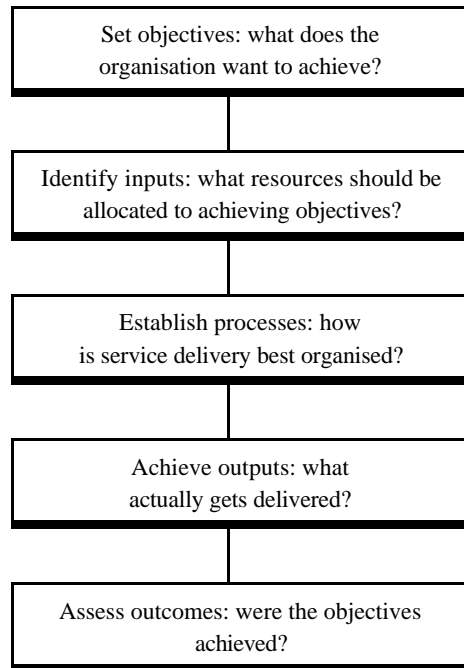 Set objectives: what does the
organisation want to achieve?
Identify inputs: what resources should be
allocated to achieving objectives?
Establish processes: how
is service delivery best organised?
Achieve outputs: what
actually gets delivered?
Assess outcomes: were the objectives
achieved?